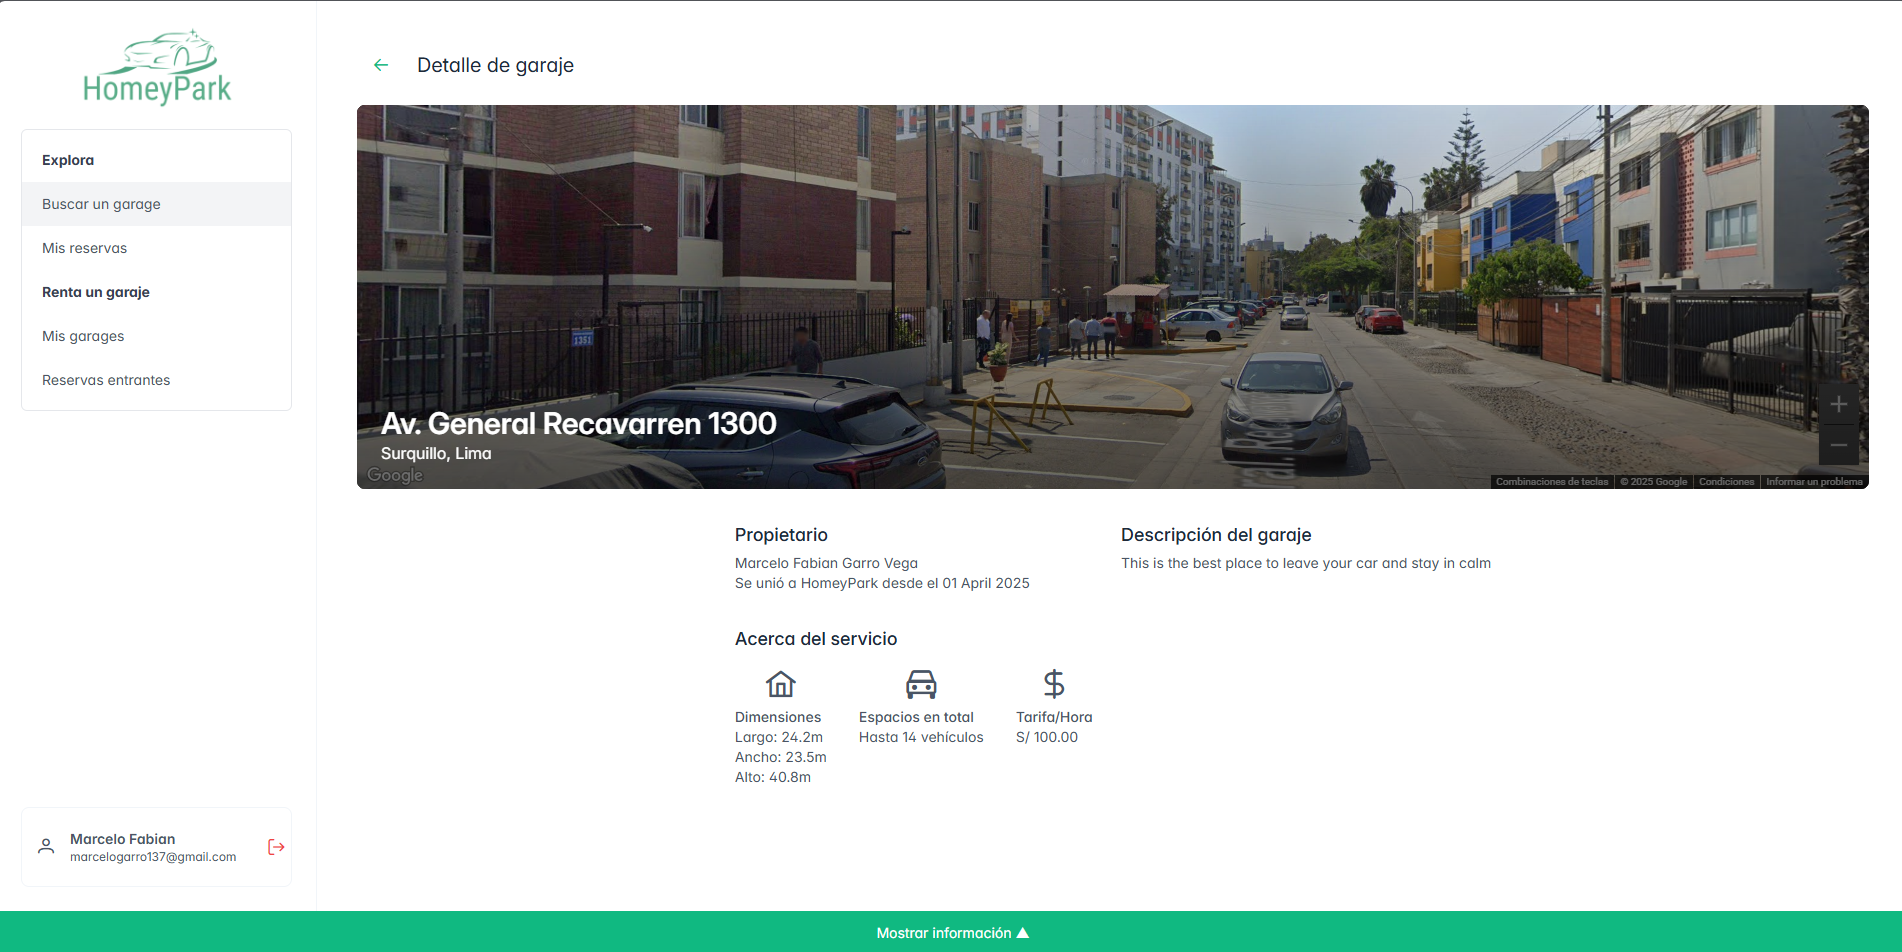 HomeyPark
Explora
Buscar un garage
Mis reservas
Renta un garaje
Mis garages
Reservas entrantes
Marcelo Fabian
marcelogarro137@gmail.com
Detalle de garaje
1351
Av. General Recavarren 1300
Surquillo, Lima
Google
Combinaciones de teclas
© 2025 Google
Condiciones
Informar un problema
Propietario
Marcelo Fabian Garro Vega
Se unió a HomeyPark desde el 01 April 2025
Descripción del garaje
This is the best place to leave your car and stay in calm
Acerca del servicio
Dimensiones
Largo: 24.2m
Ancho: 23.5m
Alto: 40.8m
Espacios en total
Hasta 14 vehículos
Tarifa/Hora
S/ 100.00
Mostrar información ▲